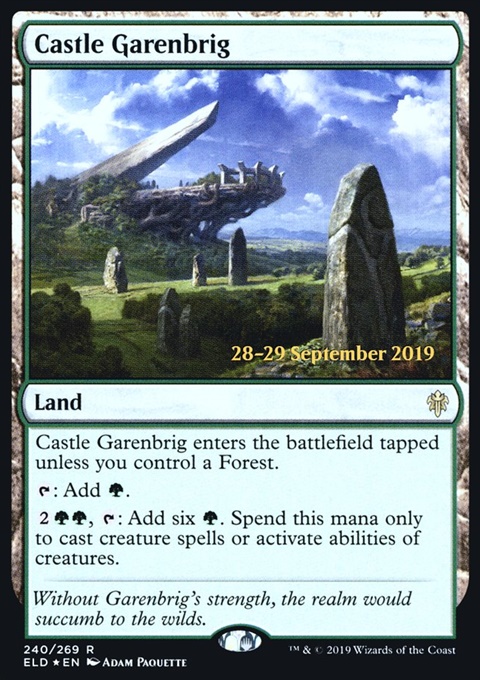 Castle Garenbrig
28–29 September 2019
Land
Castle Garenbrig enters the battlefield tapped
unless you control a Forest.
: Add .
2, : Add six . Spend this mana only
to cast creature spells or activate abilities of
creatures.
Without Garenbrig's strength, the realm would
succumb to the wilds.
240/269 R
ELD ★ EN Adam Paquette
™ & © 2019 Wizards of the Coast